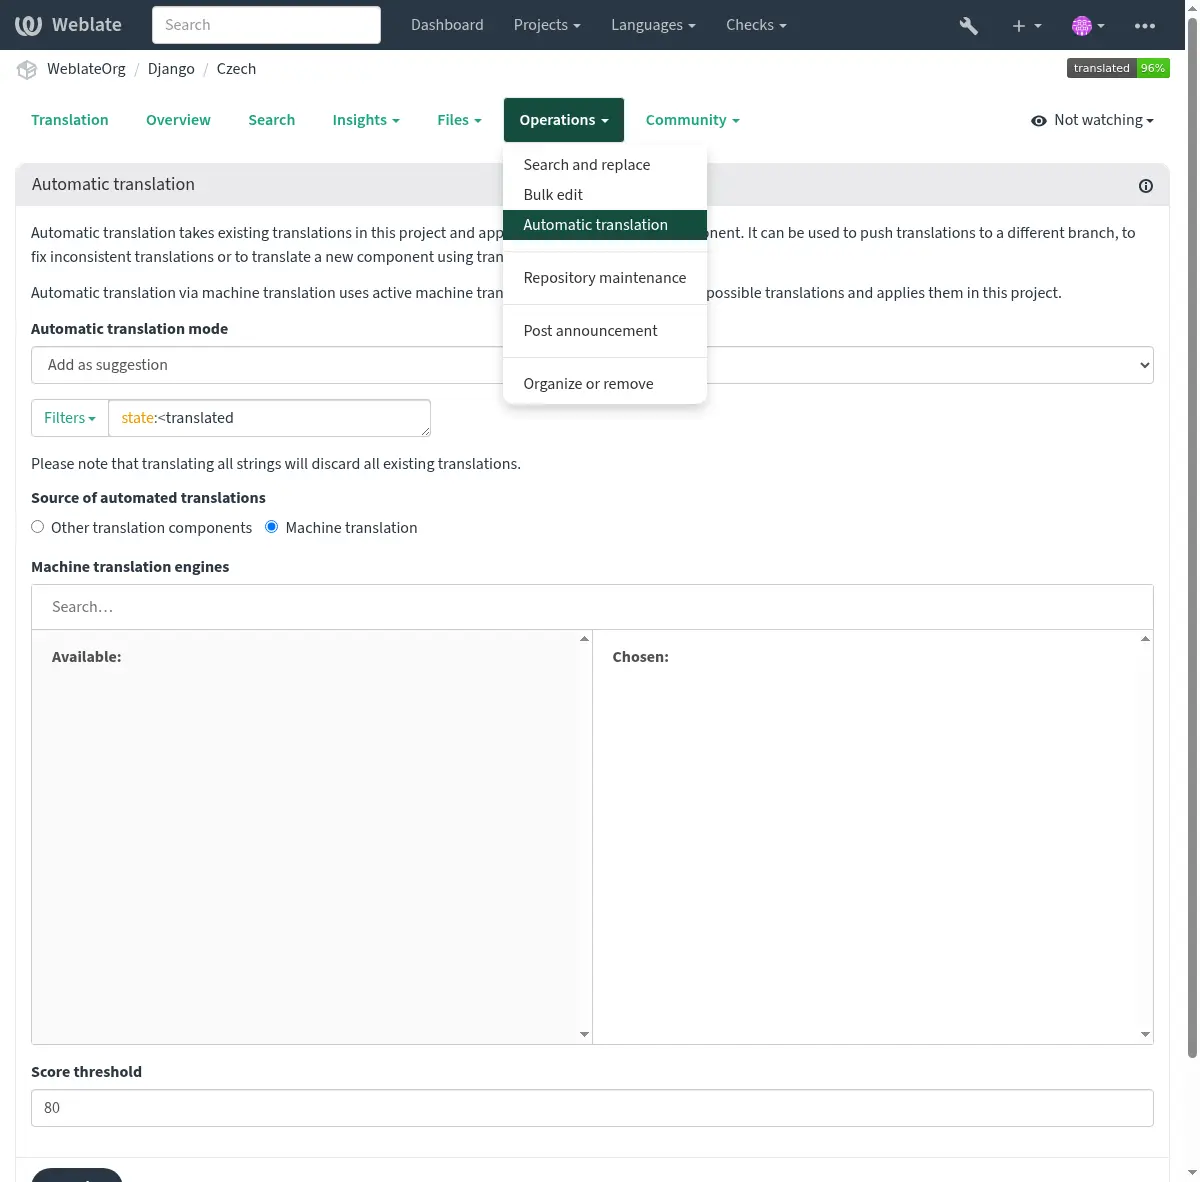 Weblate
Search
Dashboard
Projects
Languages
Checks
WeblateOrg / Django / Czech
translated 96%
Translation
Overview
Search
Insights
Files
Operations
Community
Not watching
Search and replace
Bulk edit
Automatic translation
Repository maintenance
Post announcement
Organize or remove
Automatic translation
Automatic translation takes existing translations in this project and app nent. It can be used to push translations to a different branch, to
fix inconsistent translations or to translate a new component using tran
Automatic translation via machine translation uses active machine tran possible translations and applies them in this project.
Automatic translation mode
Add as suggestion
Filters
state:<translated
Please note that translating all strings will discard all existing translations.
Source of automated translations
Other translation components
Machine translation
Machine translation engines
Search…
Available:
Chosen:
Score threshold
80